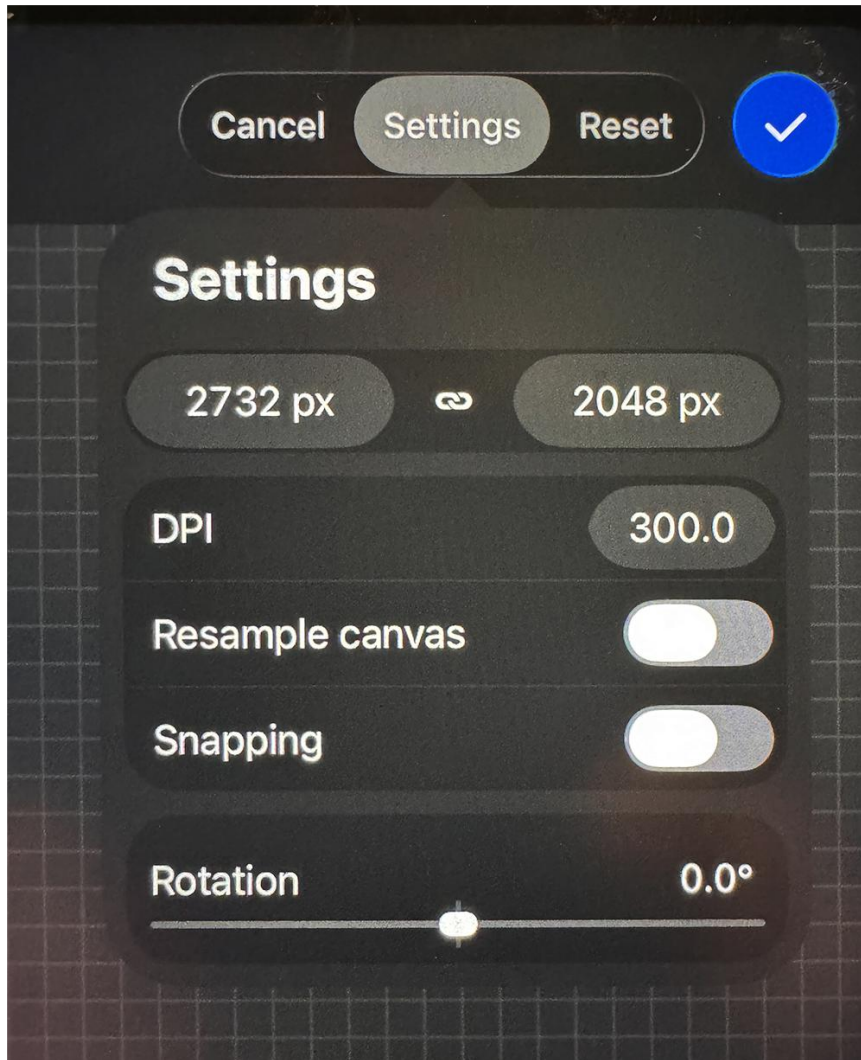 Cancel Settings Reset
Settings
2732 px 2048 px
DPI 300.0
Resample canvas
Snapping
Rotation 0.0°